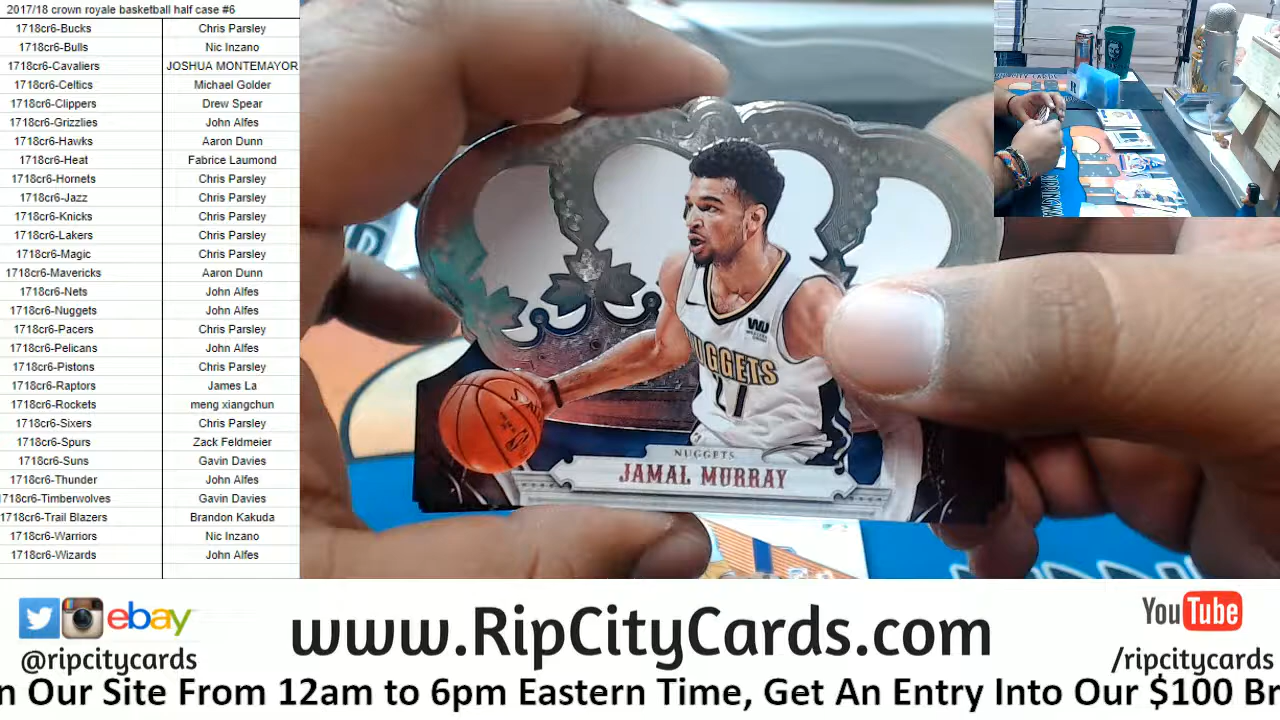 2017/18 crown royale basketball half case #6
1718cr6-Bucks Chris Parsley
1718cr6-Bulls Nic Inzano
1718cr6-Cavaliers JOSHUA MONTEMAYOR
1718cr6-Celtics Michael Golder
1718cr6-Clippers Drew Spear
1718cr6-Grizzlies John Alfes
1718cr6-Hawks Aaron Dunn
1718cr6-Heat Fabrice Laumond
1718cr6-Hornets Chris Parsley
1718cr6-Jazz Chris Parsley
1718cr6-Knicks Chris Parsley
1718cr6-Lakers Chris Parsley
1718cr6-Magic Chris Parsley
1718cr6-Mavericks Aaron Dunn
1718cr6-Nets John Alfes
1718cr6-Nuggets John Alfes
1718cr6-Pacers Chris Parsley
1718cr6-Pelicans John Alfes
1718cr6-Pistons Chris Parsley
1718cr6-Raptors James La
1718cr6-Rockets meng xiangchun
1718cr6-Sixers Chris Parsley
1718cr6-Spurs Zack Feldmeier
1718cr6-Suns Gavin Davies
1718cr6-Thunder John Alfes
1718cr6-Timberwolves Gavin Davies
1718cr6-Trail Blazers Brandon Kakuda
1718cr6-Warriors Nic Inzano
1718cr6-Wizards John Alfes
WU
NUGGETS
NUGGETS
JAMAL MURRAY
ebay
@ripcitycards
www.RipCityCards.com
YouTube
/ripcitycards
n Our Site From 12am to 6pm Eastern Time, Get An Entry Into Our $100 Br